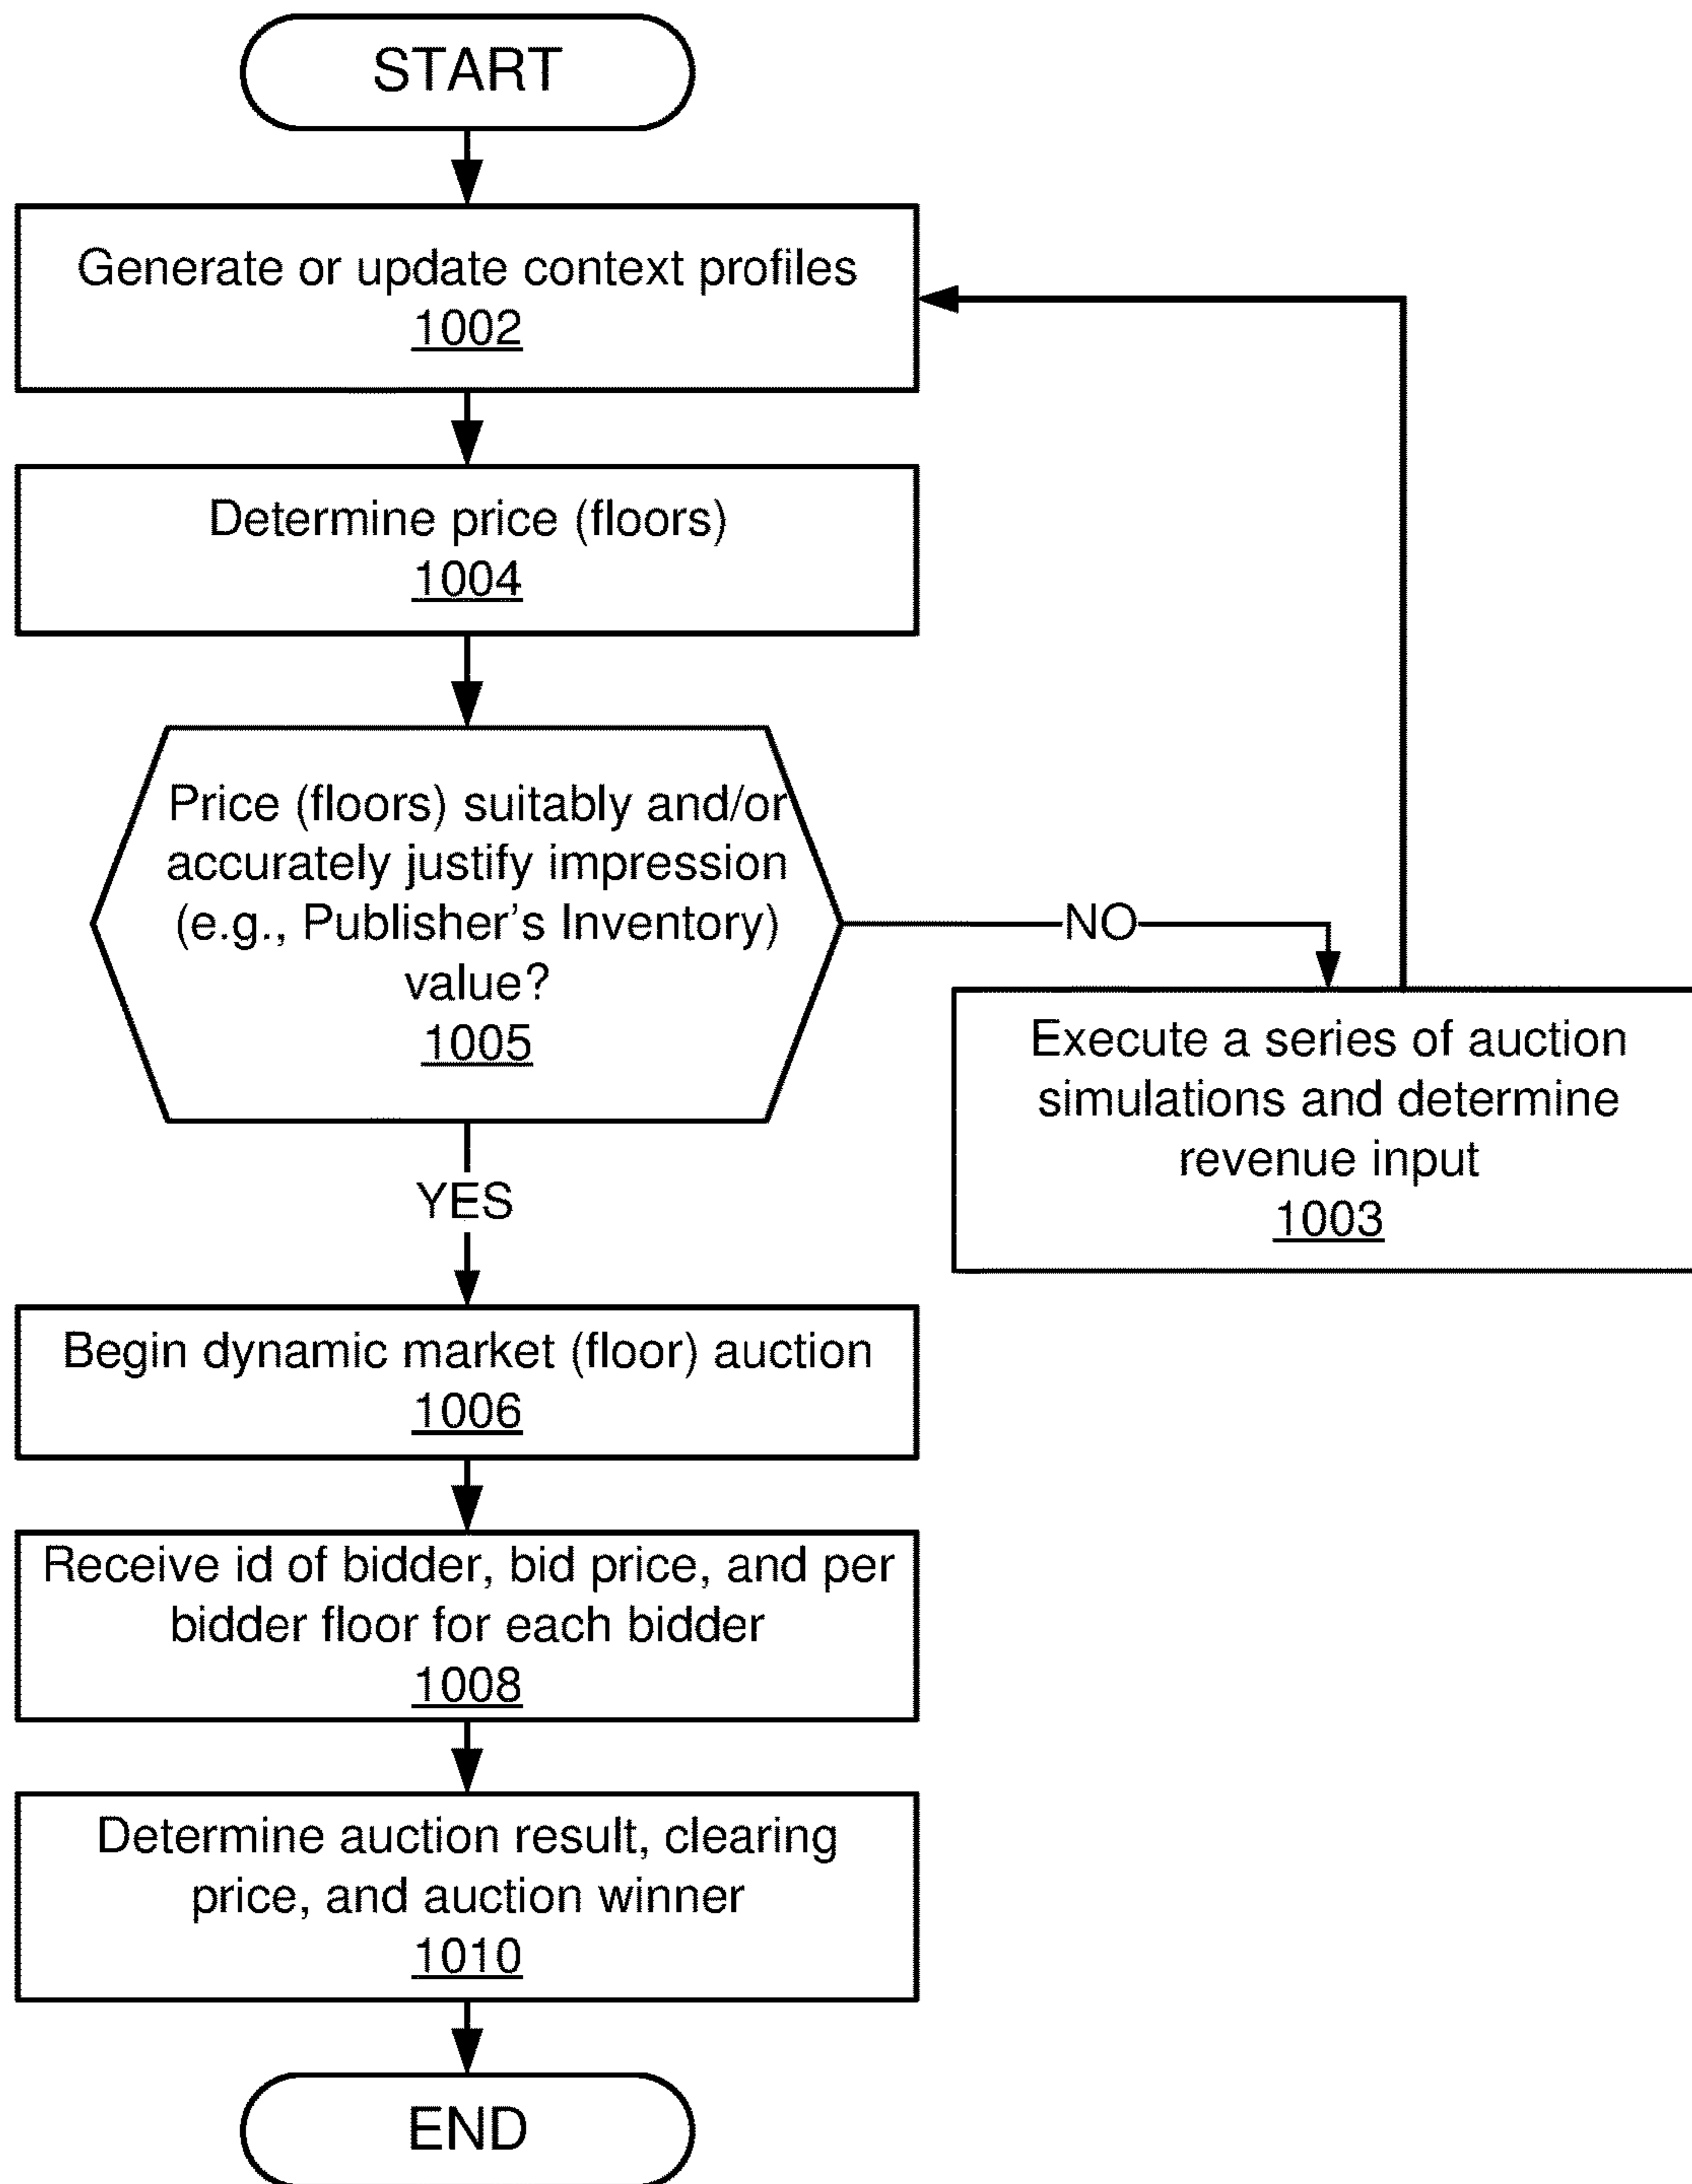 START
Generate or update context profiles
1002
Determine price (floors)
1004
Price (floors) suitably and/or
accurately justify impression
(e.g., Publisher's Inventory)
value?
1005
NO
Execute a series of auction
simulations and determine
revenue input
1003
YES
Begin dynamic market (floor) auction
1006
Receive id of bidder, bid price, and per
bidder floor for each bidder
1008
Determine auction result, clearing
price, and auction winner
1010
END